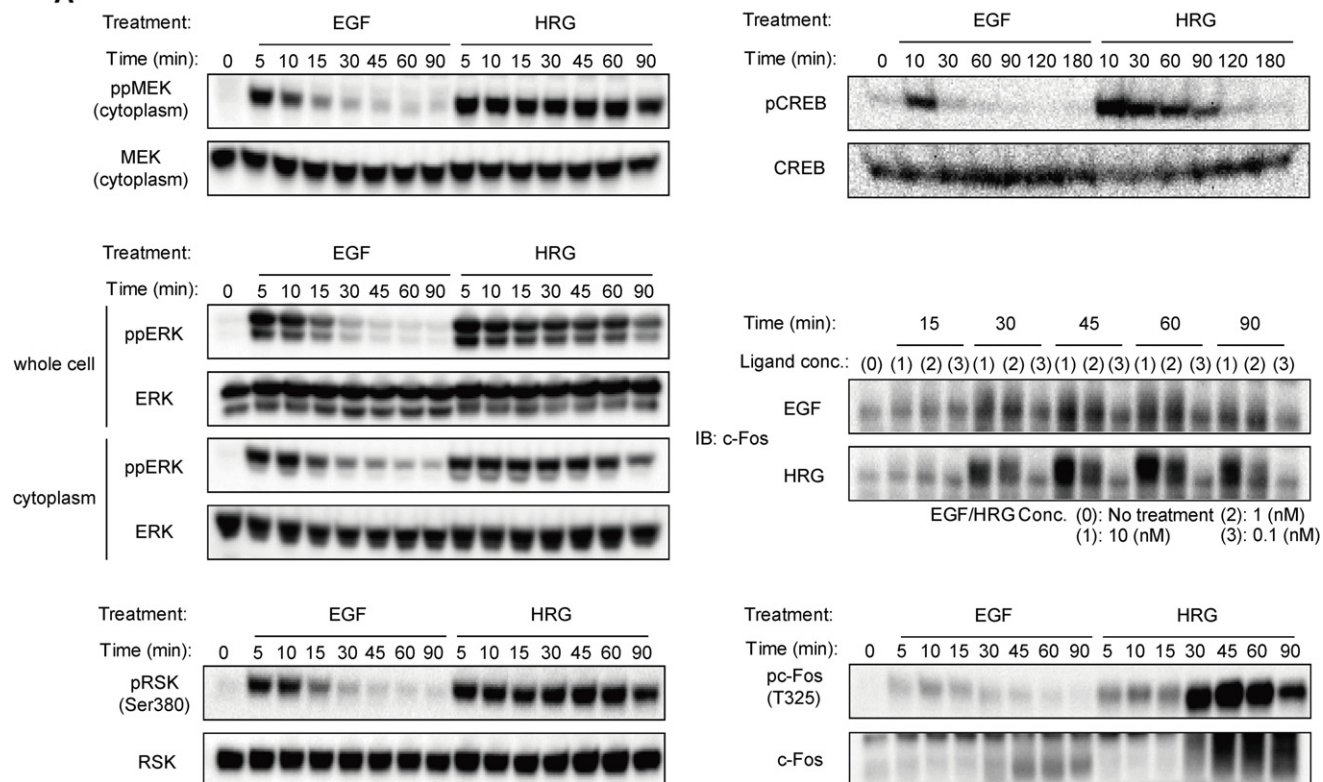 A
Treatment: EGF HRG
Time (min): 0 5 10 15 30 45 60 90 5 10 15 30 45 60 90
ppMEK
(cytoplasm)
MEK
(cytoplasm)
Treatment: EGF HRG
Time (min): 0 5 10 15 30 45 60 90 5 10 15 30 45 60 90
whole cell
ppERK
ERK
cytoplasm
ppERK
ERK
Treatment: EGF HRG
Time (min): 0 5 10 15 30 45 60 90 5 10 15 30 45 60 90
pRSK
(Ser380)
RSK
Treatment: EGF HRG
Time (min): 0 10 30 60 90 120 180 10 30 60 90 120 180
pCREB
CREB
Time (min): 15 30 45 60 90
Ligand conc.: (0) (1) (2) (3) (1) (2) (3) (1) (2) (3) (1) (2) (3) (1) (2) (3)
IB: c-Fos
EGF
HRG
EGF/HRG Conc. (0): No treatment (2): 1 (nM)
(1): 10 (nM) (3): 0.1 (nM)
Treatment: EGF HRG
Time (min): 0 5 10 15 30 45 60 90 5 10 15 30 45 60 90
pc-Fos
(T325)
c-Fos